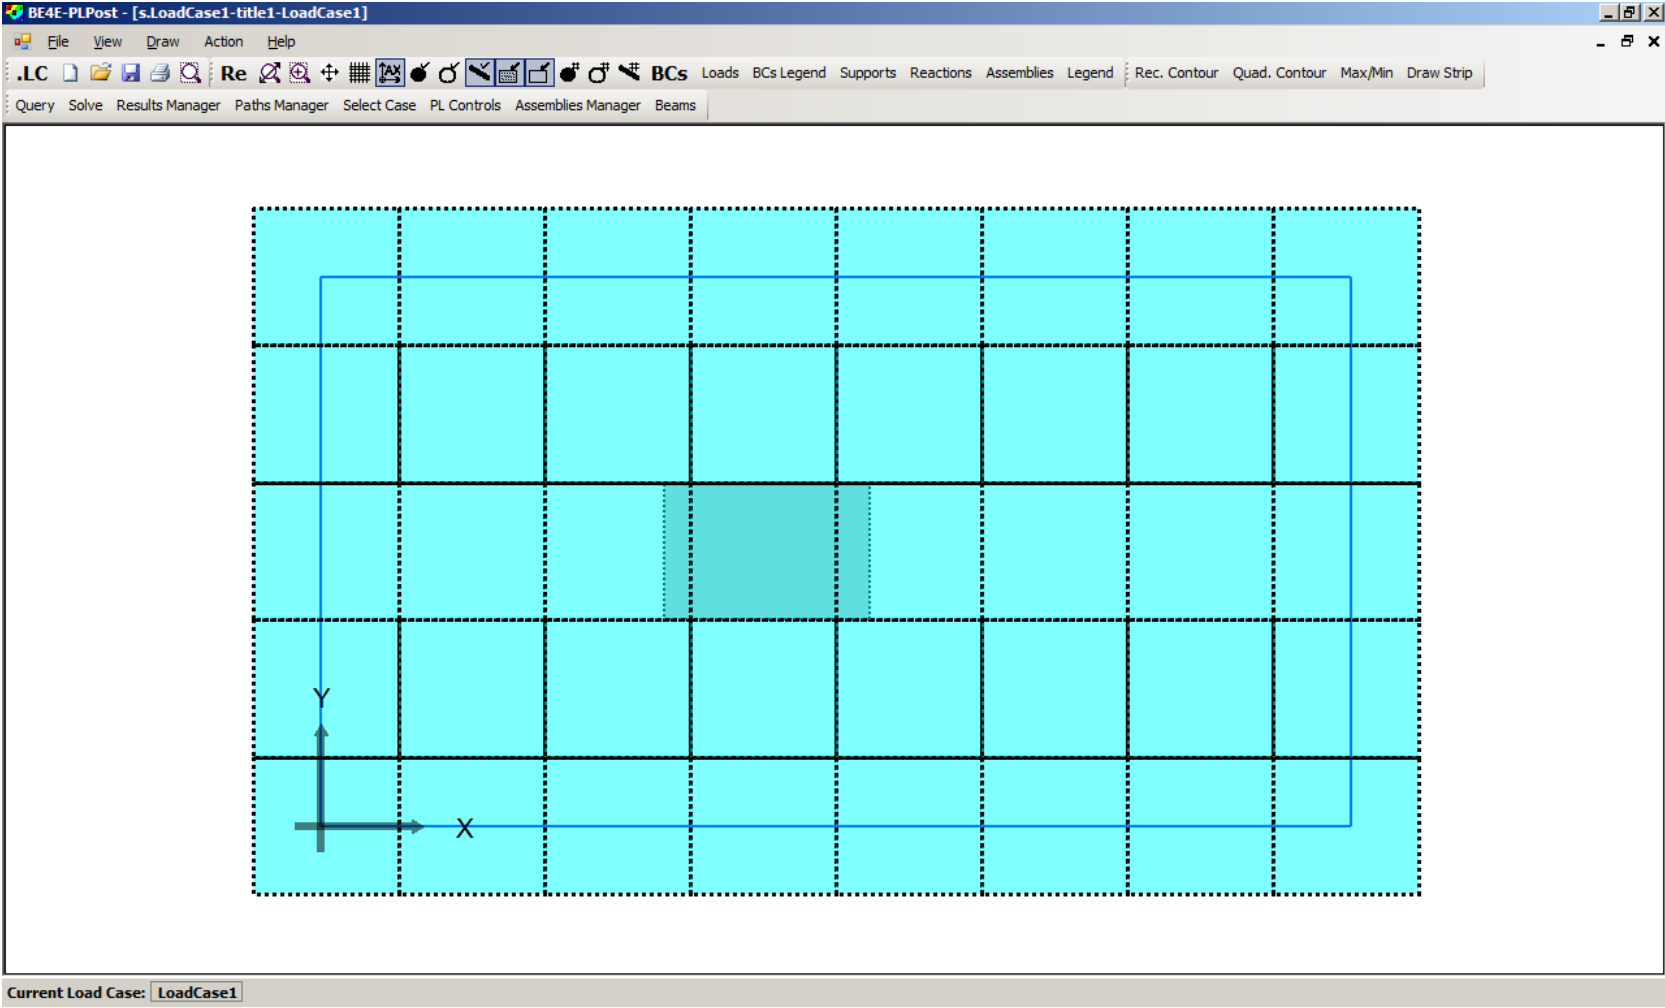 BE4E-PLPost - [s.LoadCase1-title1-LoadCase1]
File View Draw Action Help
.LC Re AX BCs Loads BCs Legend Supports Reactions Assemblies Legend Rec. Contour Quad. Contour Max/Min Draw Strip
Query Solve Results Manager Paths Manager Select Case PL Controls Assemblies Manager Beams
Y
X
Current Load Case: LoadCase1